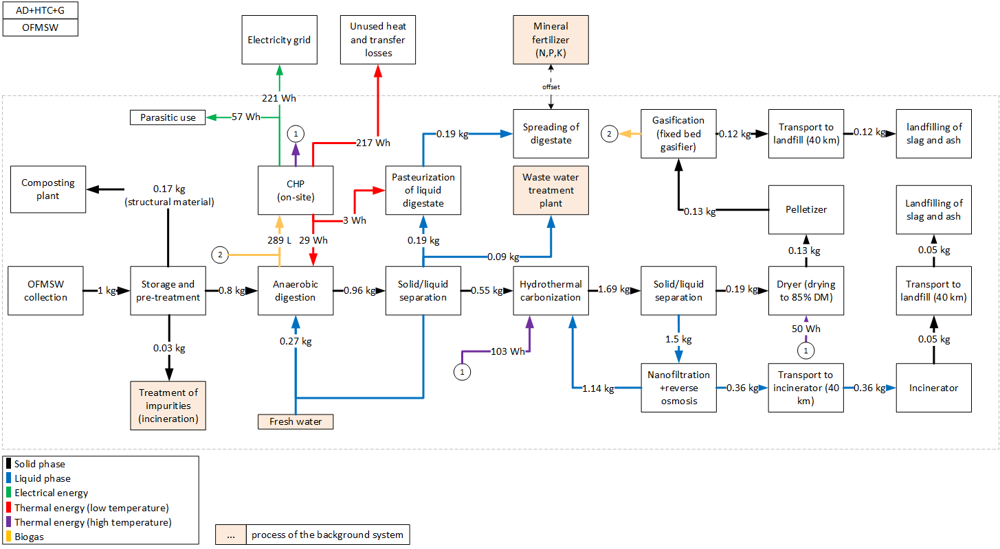 AD+HTC+G
OFMSW
Electricity grid
Unused heat
and transfer
losses
Mineral
fertilizer
(N,P,K)
offset
221 Wh
Parasitic use
57 Wh
1
217 Wh
0.19 kg
Spreading of
digestate
2
Gasification
(fixed bed
gasifier)
0.12 kg
Transport to
landfill (40 km)
0.12 kg
landfilling of
slag and ash
Composting
plant
0.17 kg
(structural material)
CHP
(on-site)
Pasteurization
of liquid
digestate
Waste water
treatment
plant
0.13 kg
Pelletizer
Landfilling of
slag and ash
3 Wh
289 L
29 Wh
0.19 kg
0.09 kg
2
0.13 kg
0.05 kg
OFMSW
collection
1 kg
Storage and
pre-treatment
0.8 kg
Anaerobic
digestion
0.96 kg
Solid/liquid
separation
0.55 kg
Hydrothermal
carbonization
1.69 kg
Solid/liquid
separation
0.19 kg
Dryer (drying
to 85% DM)
Transport to
landfill (40 km)
0.03 kg
0.27 kg
103 Wh
1
1.5 kg
50 Wh
1
0.05 kg
Treatment of
impurities
(incineration)
Fresh water
1.14 kg
Nanofiltration
+reverse
osmosis
0.36 kg
Transport to
incinerator (40
km)
0.36 kg
Incinerator
Solid phase
Liquid phase
Electrical energy
Thermal energy (low temperature)
Thermal energy (high temperature)
Biogas
...
process of the background system